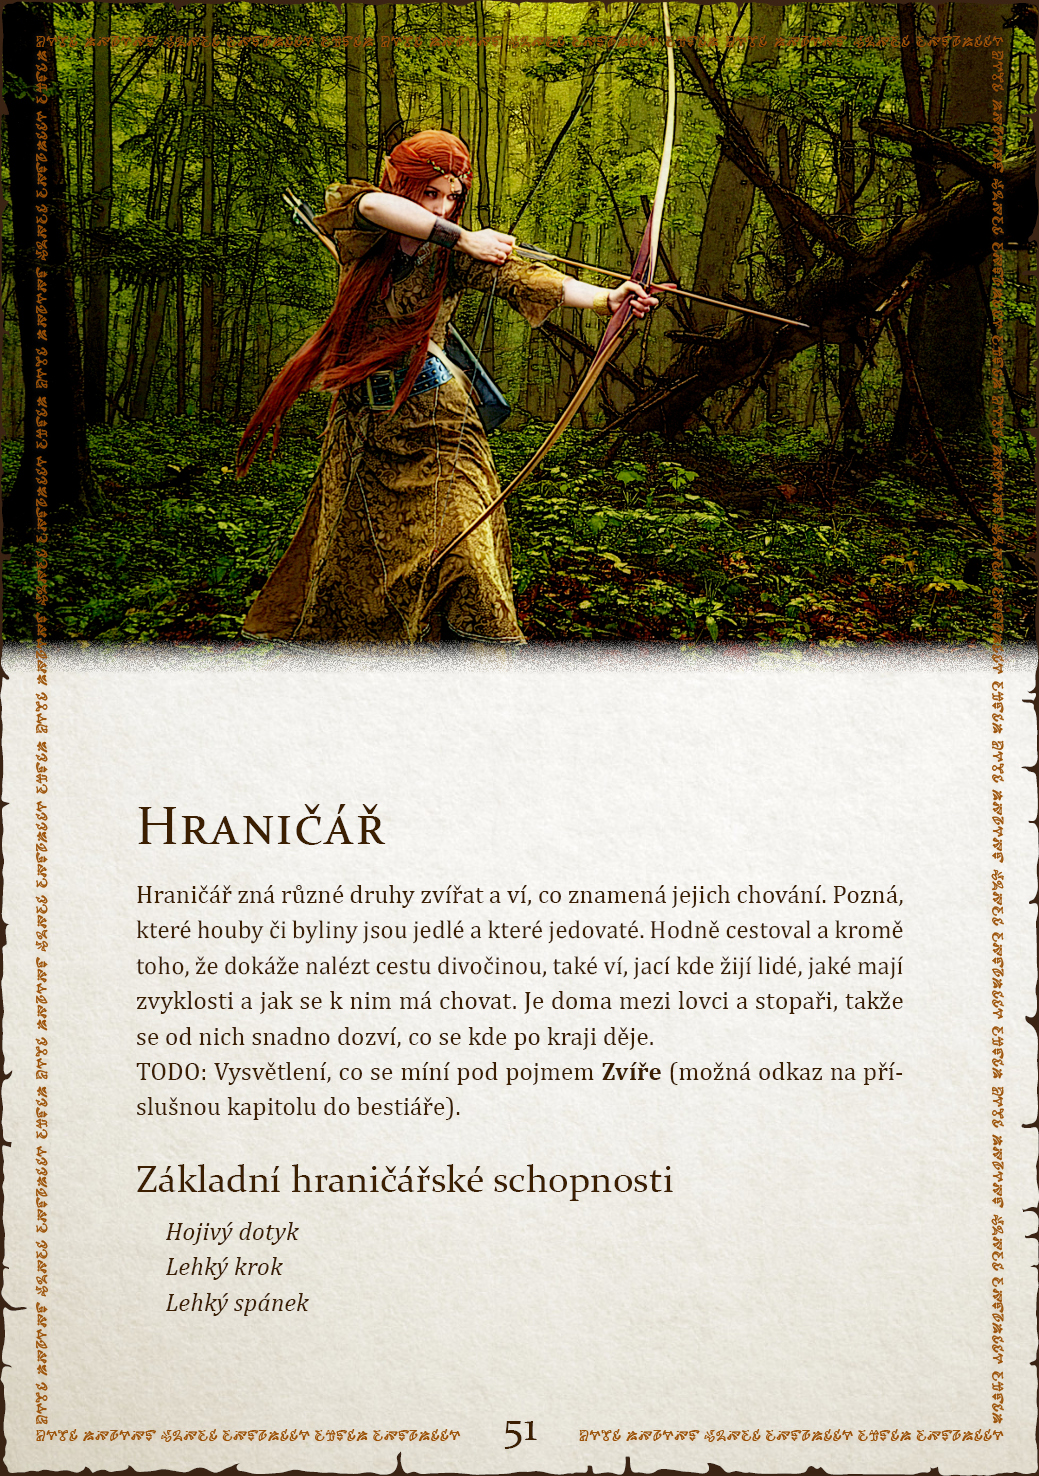 Hraničář
Hraničář zná různé druhy zvířat a ví, co znamená jejich chování. Pozná,
které houby či byliny jsou jedlé a které jedovaté. Hodně cestoval a kromě
toho, že dokáže nalézt cestu divočinou, také ví, jací kde žijí lidé, jaké mají
zvyklosti a jak se k nim má chovat. Je doma mezi lovci a stopaři, takže
se od nich snadno dozví, co se kde po kraji děje.
TODO: Vysvětlení, co se míní pod pojmem Zvíře (možná odkaz na pří-
slušnou kapitolu do bestiáře).
Základní hraničářské schopnosti
Hojivý dotyk
Lehký krok
Lehký spánek
51